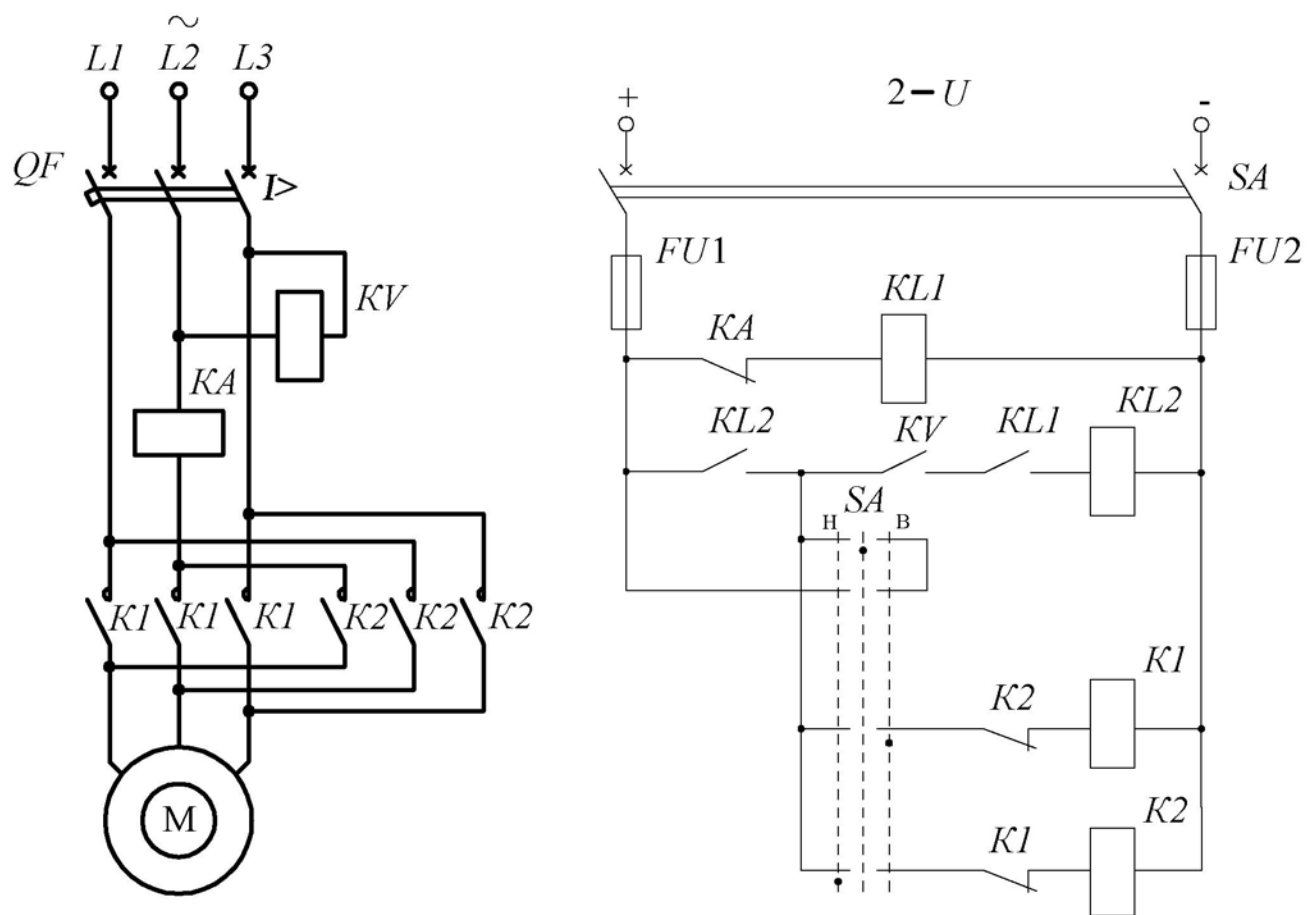 ~
L1 L2 L3
QF
I>
KV
KA
K1 K1 K1 K2 K2 K2
M
+ 2-U -
SA
FU1 FU2
KA KL1
KL2 KV KL1 KL2
SA
Н В
K2 K1
K1 K2